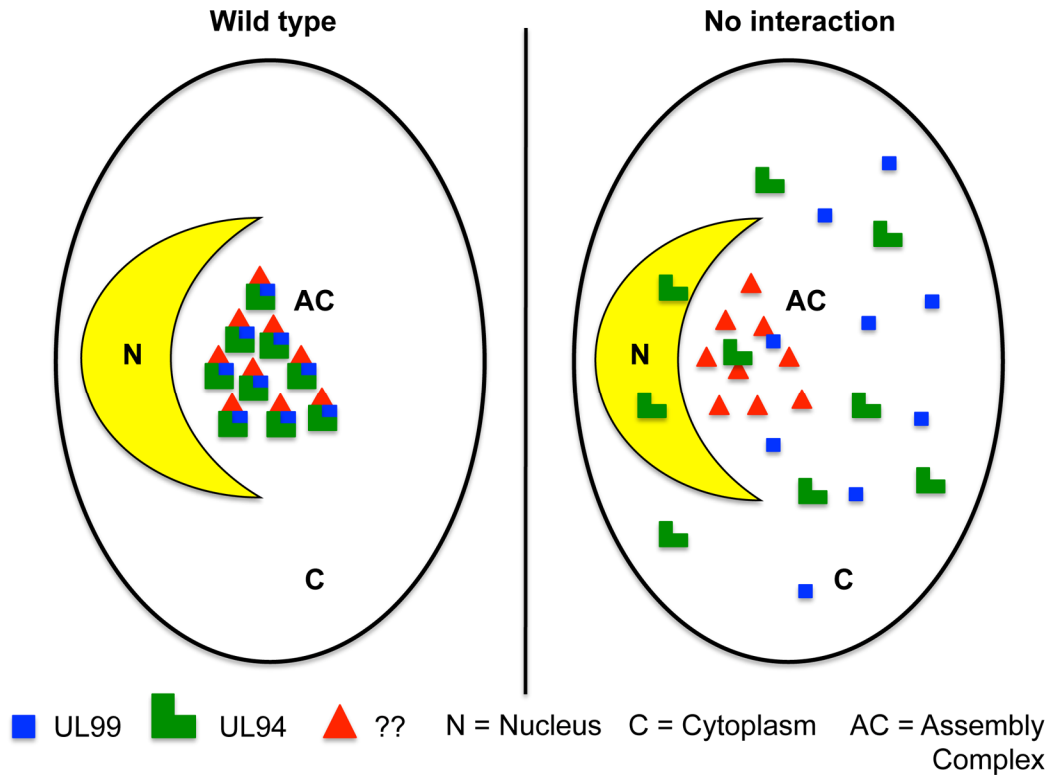 Wild type
No interaction
AC
N
C
AC
N
C
UL99
UL94
??
N = Nucleus
C = Cytoplasm
AC = Assembly
Complex